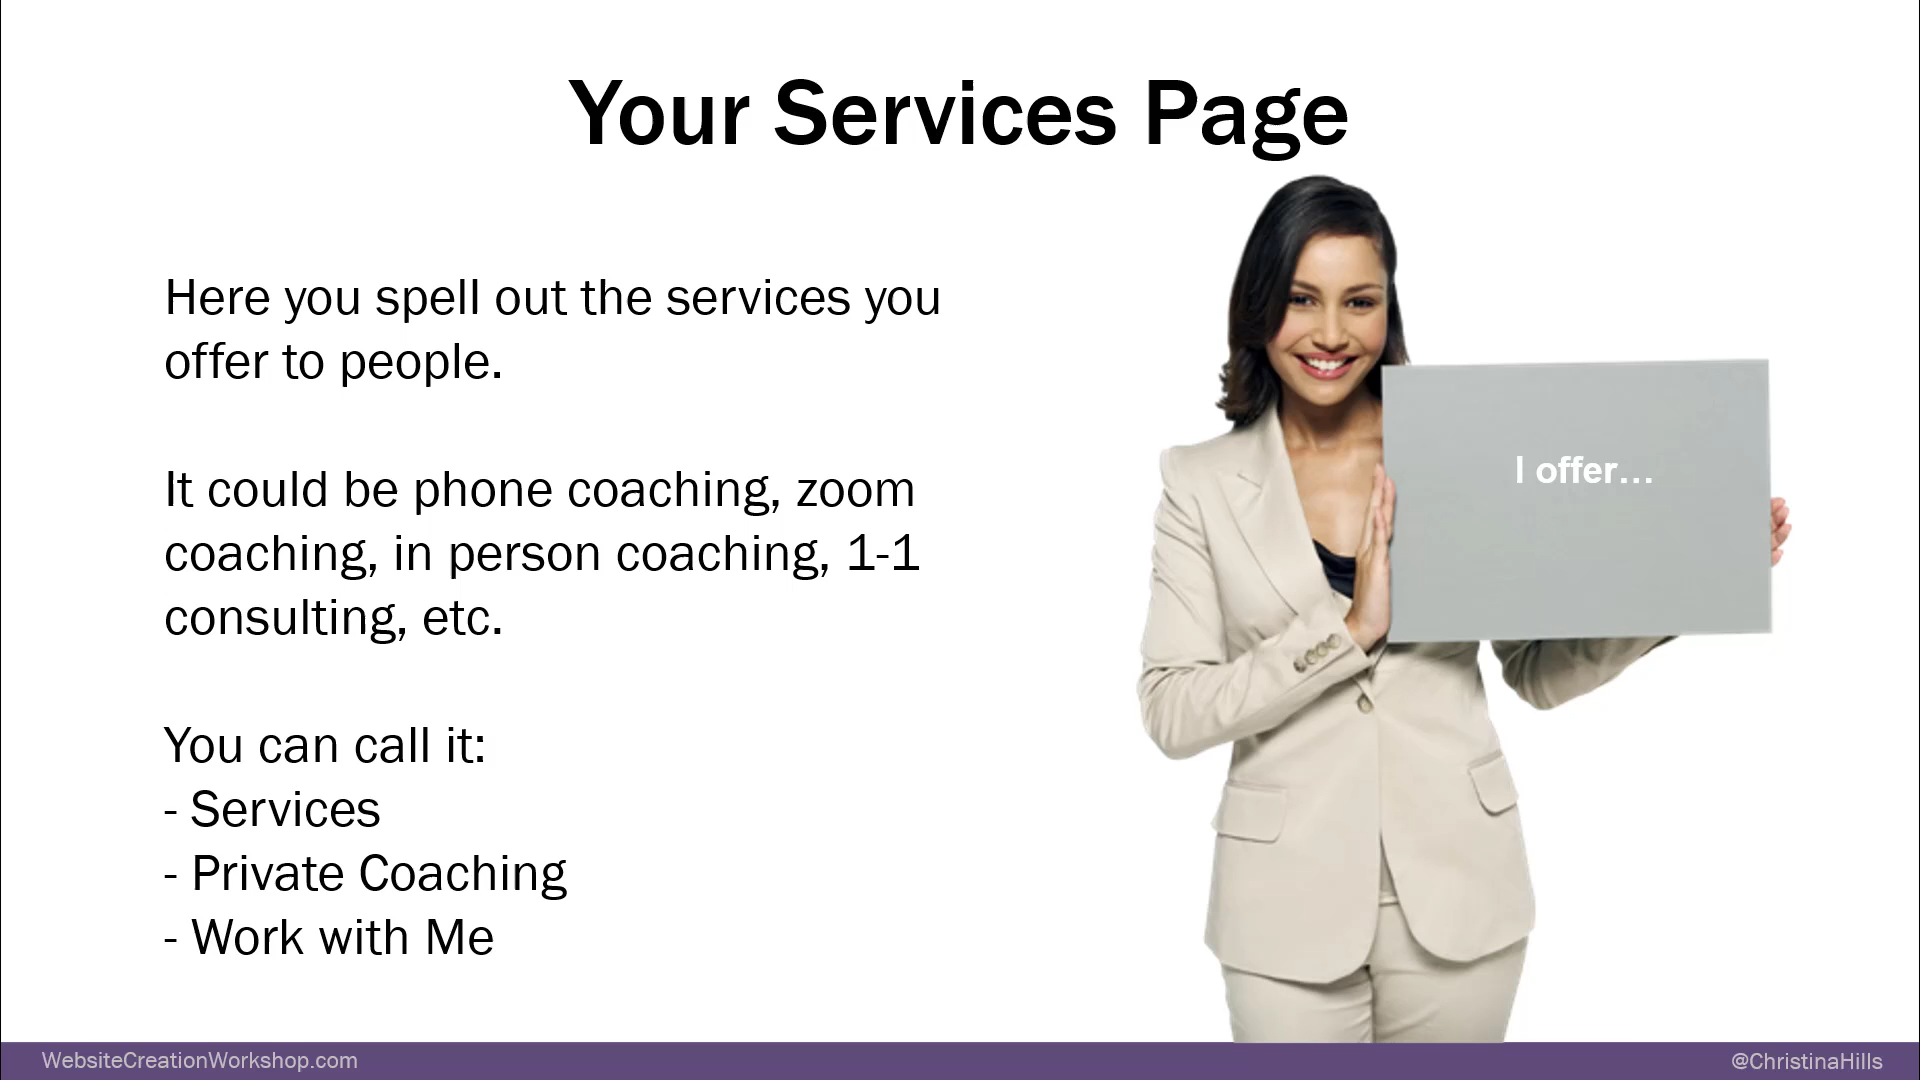 Your Services Page
Here you spell out the services you
offer to people.
It could be phone coaching, zoom
coaching, in person coaching, 1-1
consulting, etc.
You can call it:
- Services
- Private Coaching
- Work with Me
I offer...
WebsiteCreationWorkshop.com
@ChristinaHills